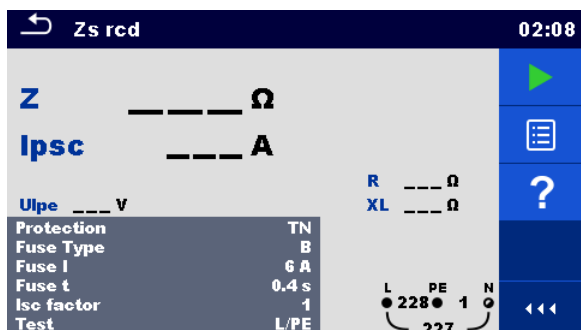 Zs rcd 02:08
Z ___ Ω
Ipsc ___ A
R ___ Ω
Ulpe ___ V XL ___ Ω
?
Protection TN
Fuse Type B
Fuse I 6 A
Fuse t 0.4 s
Isc factor 1
Test L/PE
L PE N
228 1
227